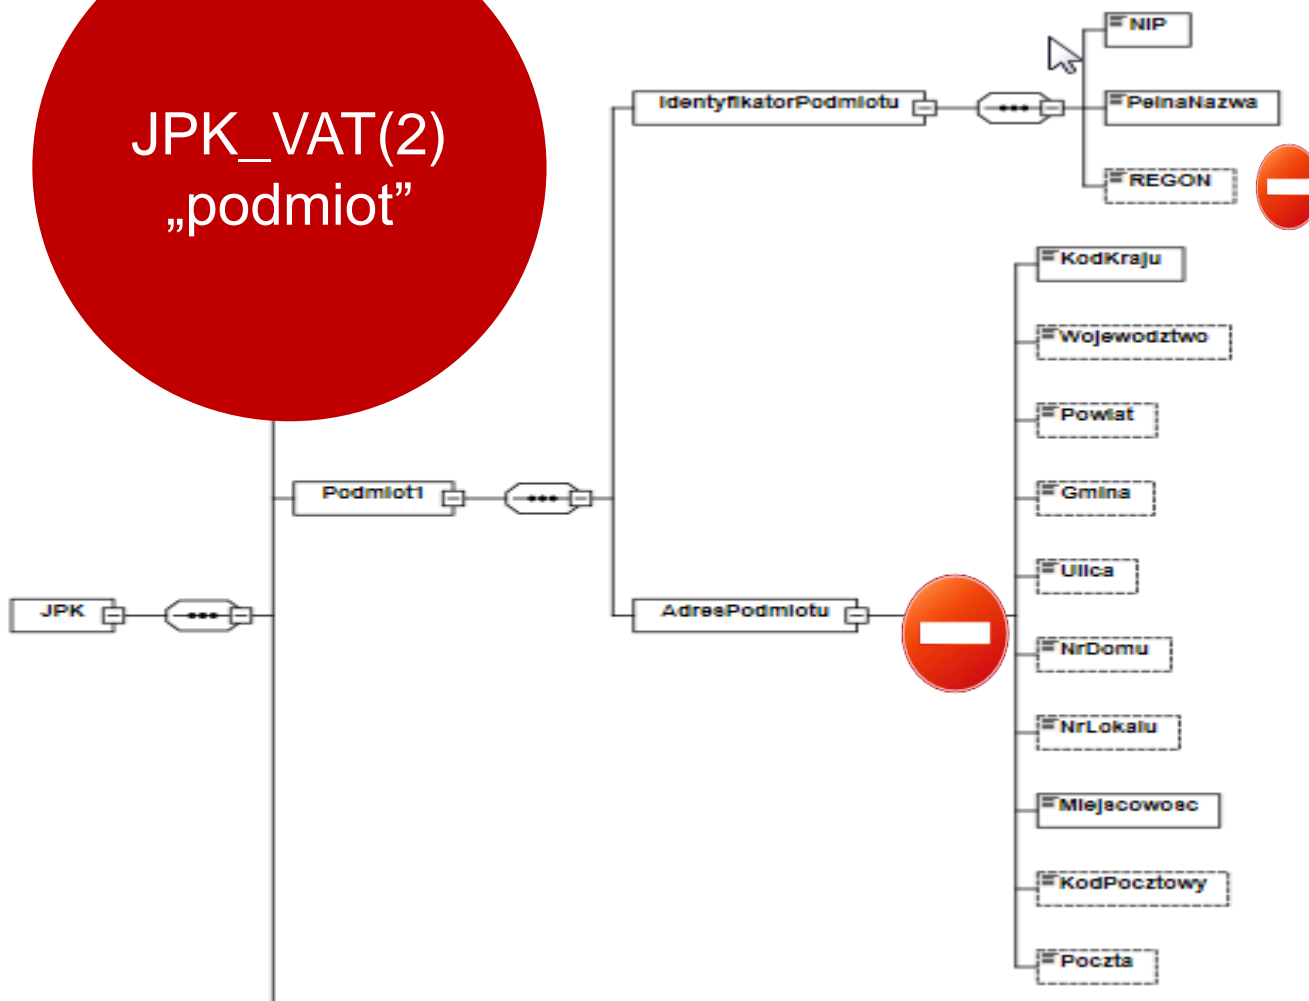 JPK_VAT(2)
„podmiot”
NIP
IdentyfikatorPodmiotu
PelnaNazwa
REGON
KodKraju
Wojewodztwo
Powiat
Podmiot1
Gmina
Ulica
JPK
AdresPodmiotu
NrDomu
NrLokalu
Miejscowosc
KodPocztowy
Poczta